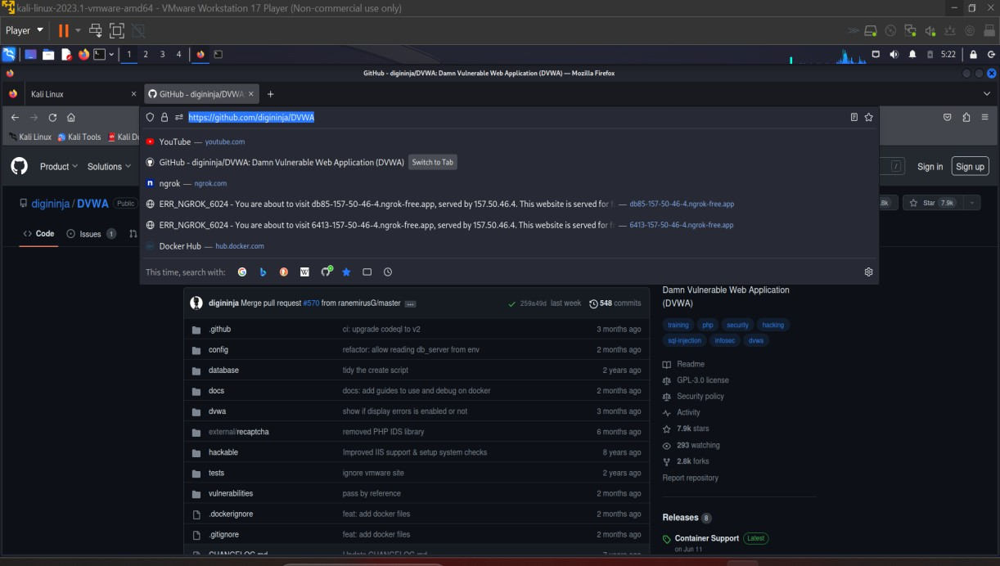 kali-linux-2023.1-vmware-amd64 - VMware Workstation 17 Player (Non-commercial use only)
Player
1 2 3 4 5:22
GitHub - digininja/DVWA: Damn Vulnerable Web Application (DVWA) — Mozilla Firefox
Kali Linux GitHub - digininja/DVWA:
https://github.com/digininja/DVWA
Kali Linux Kali Tools Kali D
YouTube — youtube.com
GitHub - digininja/DVWA: Damn Vulnerable Web Application (DVWA) Switch to Tab
Product Solutions / Sign in Sign up
ngrok — ngrok.com
digininja / DVWA Public Star 7.9k
ERR_NGROK_6024 - You are about to visit db85-157-50-46-4.ngrok-free.app, served by 157.50.46.4. This website is served for f — db85-157-50-46-4.ngrok-free.app
ERR_NGROK_6024 - You are about to visit 6413-157-50-46-4.ngrok-free.app, served by 157.50.46.4. This website is served for f — 6413-157-50-46-4.ngrok-free.app
Code Issues 1
Docker Hub — hub.docker.com
This time, search with:
digininja Merge pull request #570 from ranemirusG/master ... 259a49d last week 548 commits
.github ci: upgrade codeql to v2 3 months ago
config refactor: allow reading db_server from env 2 months ago
database tidy the create script 2 years ago
docs docs: add guides to use and debug on docker 2 months ago
dvwa show if display errors is enabled or not 3 months ago
external/recaptcha removed PHP IDS library 6 months ago
hackable Improved IIS support & setup system checks 8 years ago
tests ignore vmware site 2 years ago
vulnerabilities pass by reference 2 months ago
.dockerignore feat: add docker files 2 months ago
.gitignore feat: add docker files 2 months ago
CHANGELOG.md Update CHANGELOG.md 7 years ago
Damn Vulnerable Web Application
(DVWA)
training php security hacking
sql-injection infosec dvwa
Readme
GPL-3.0 license
Security policy
Activity
7.9k stars
293 watching
2.8k forks
Report repository
Releases 8
Container Support Latest
on Jun 11